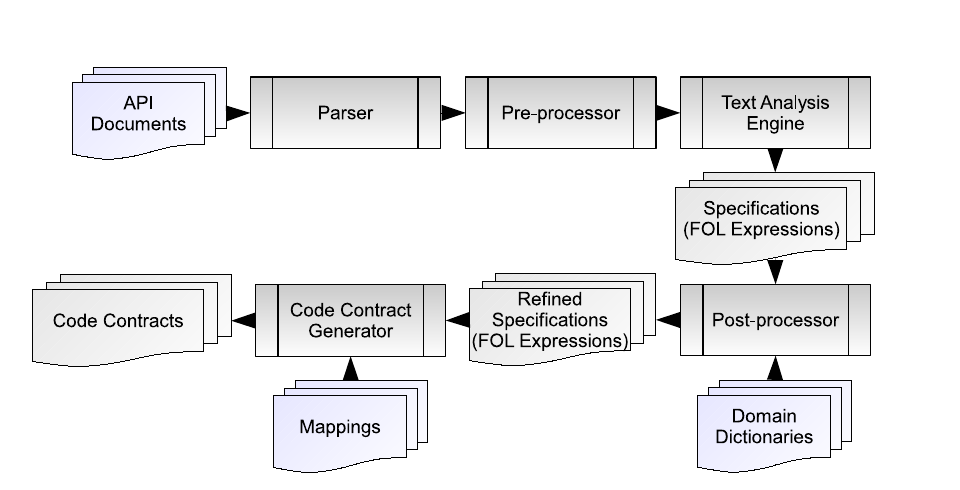 API
Documents
Parser
Pre-processor
Text Analysis
Engine
Specifications
(FOL Expressions)
Post-processor
Refined
Specifications
(FOL Expressions)
Code Contract
Generator
Code Contracts
Mappings
Domain
Dictionaries